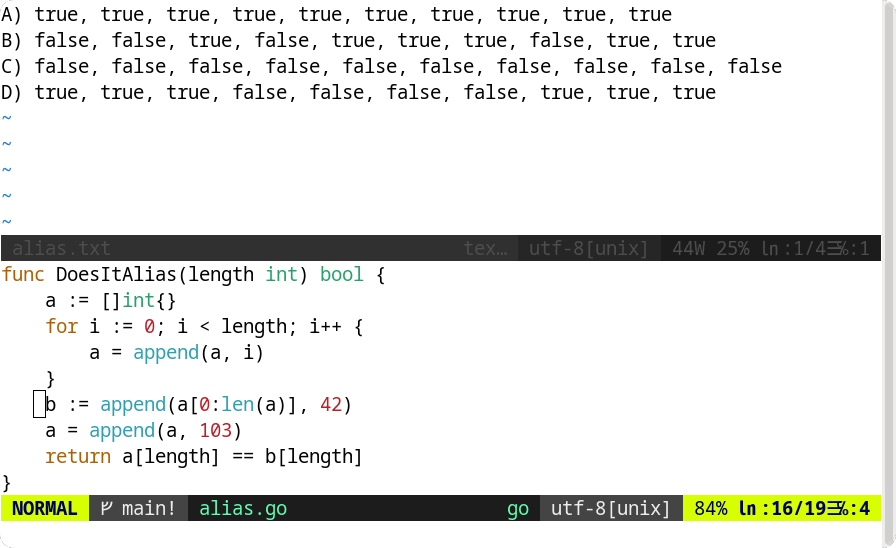 A) true, true, true, true, true, true, true, true, true, true
B) false, false, true, false, true, true, true, false, true, true
C) false, false, false, false, false, false, false, false, false, false
D) true, true, true, false, false, false, false, true, true, true
~
~
~
~
~
alias.txt tex… utf-8[unix] 44W 25% ln:1/4☰%:1
func DoesItAlias(length int) bool {
    a := []int{}
    for i := 0; i < length; i++ {
        a = append(a, i)
    }
    b := append(a[0:len(a)], 42)
    a = append(a, 103)
    return a[length] == b[length]
}
NORMAL main! alias.go go utf-8[unix] 84% ln:16/19☰%:4